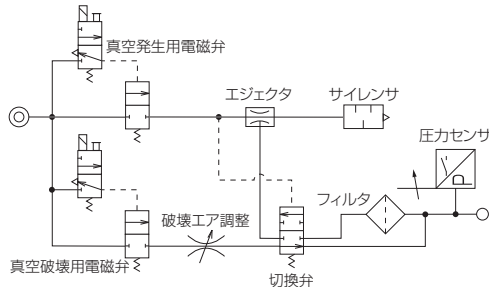 真空発生用電磁弁
エジェクタ
サイレンサ
圧力センサ
フィルタ
破壊エア調整
真空破壊用電磁弁
切換弁